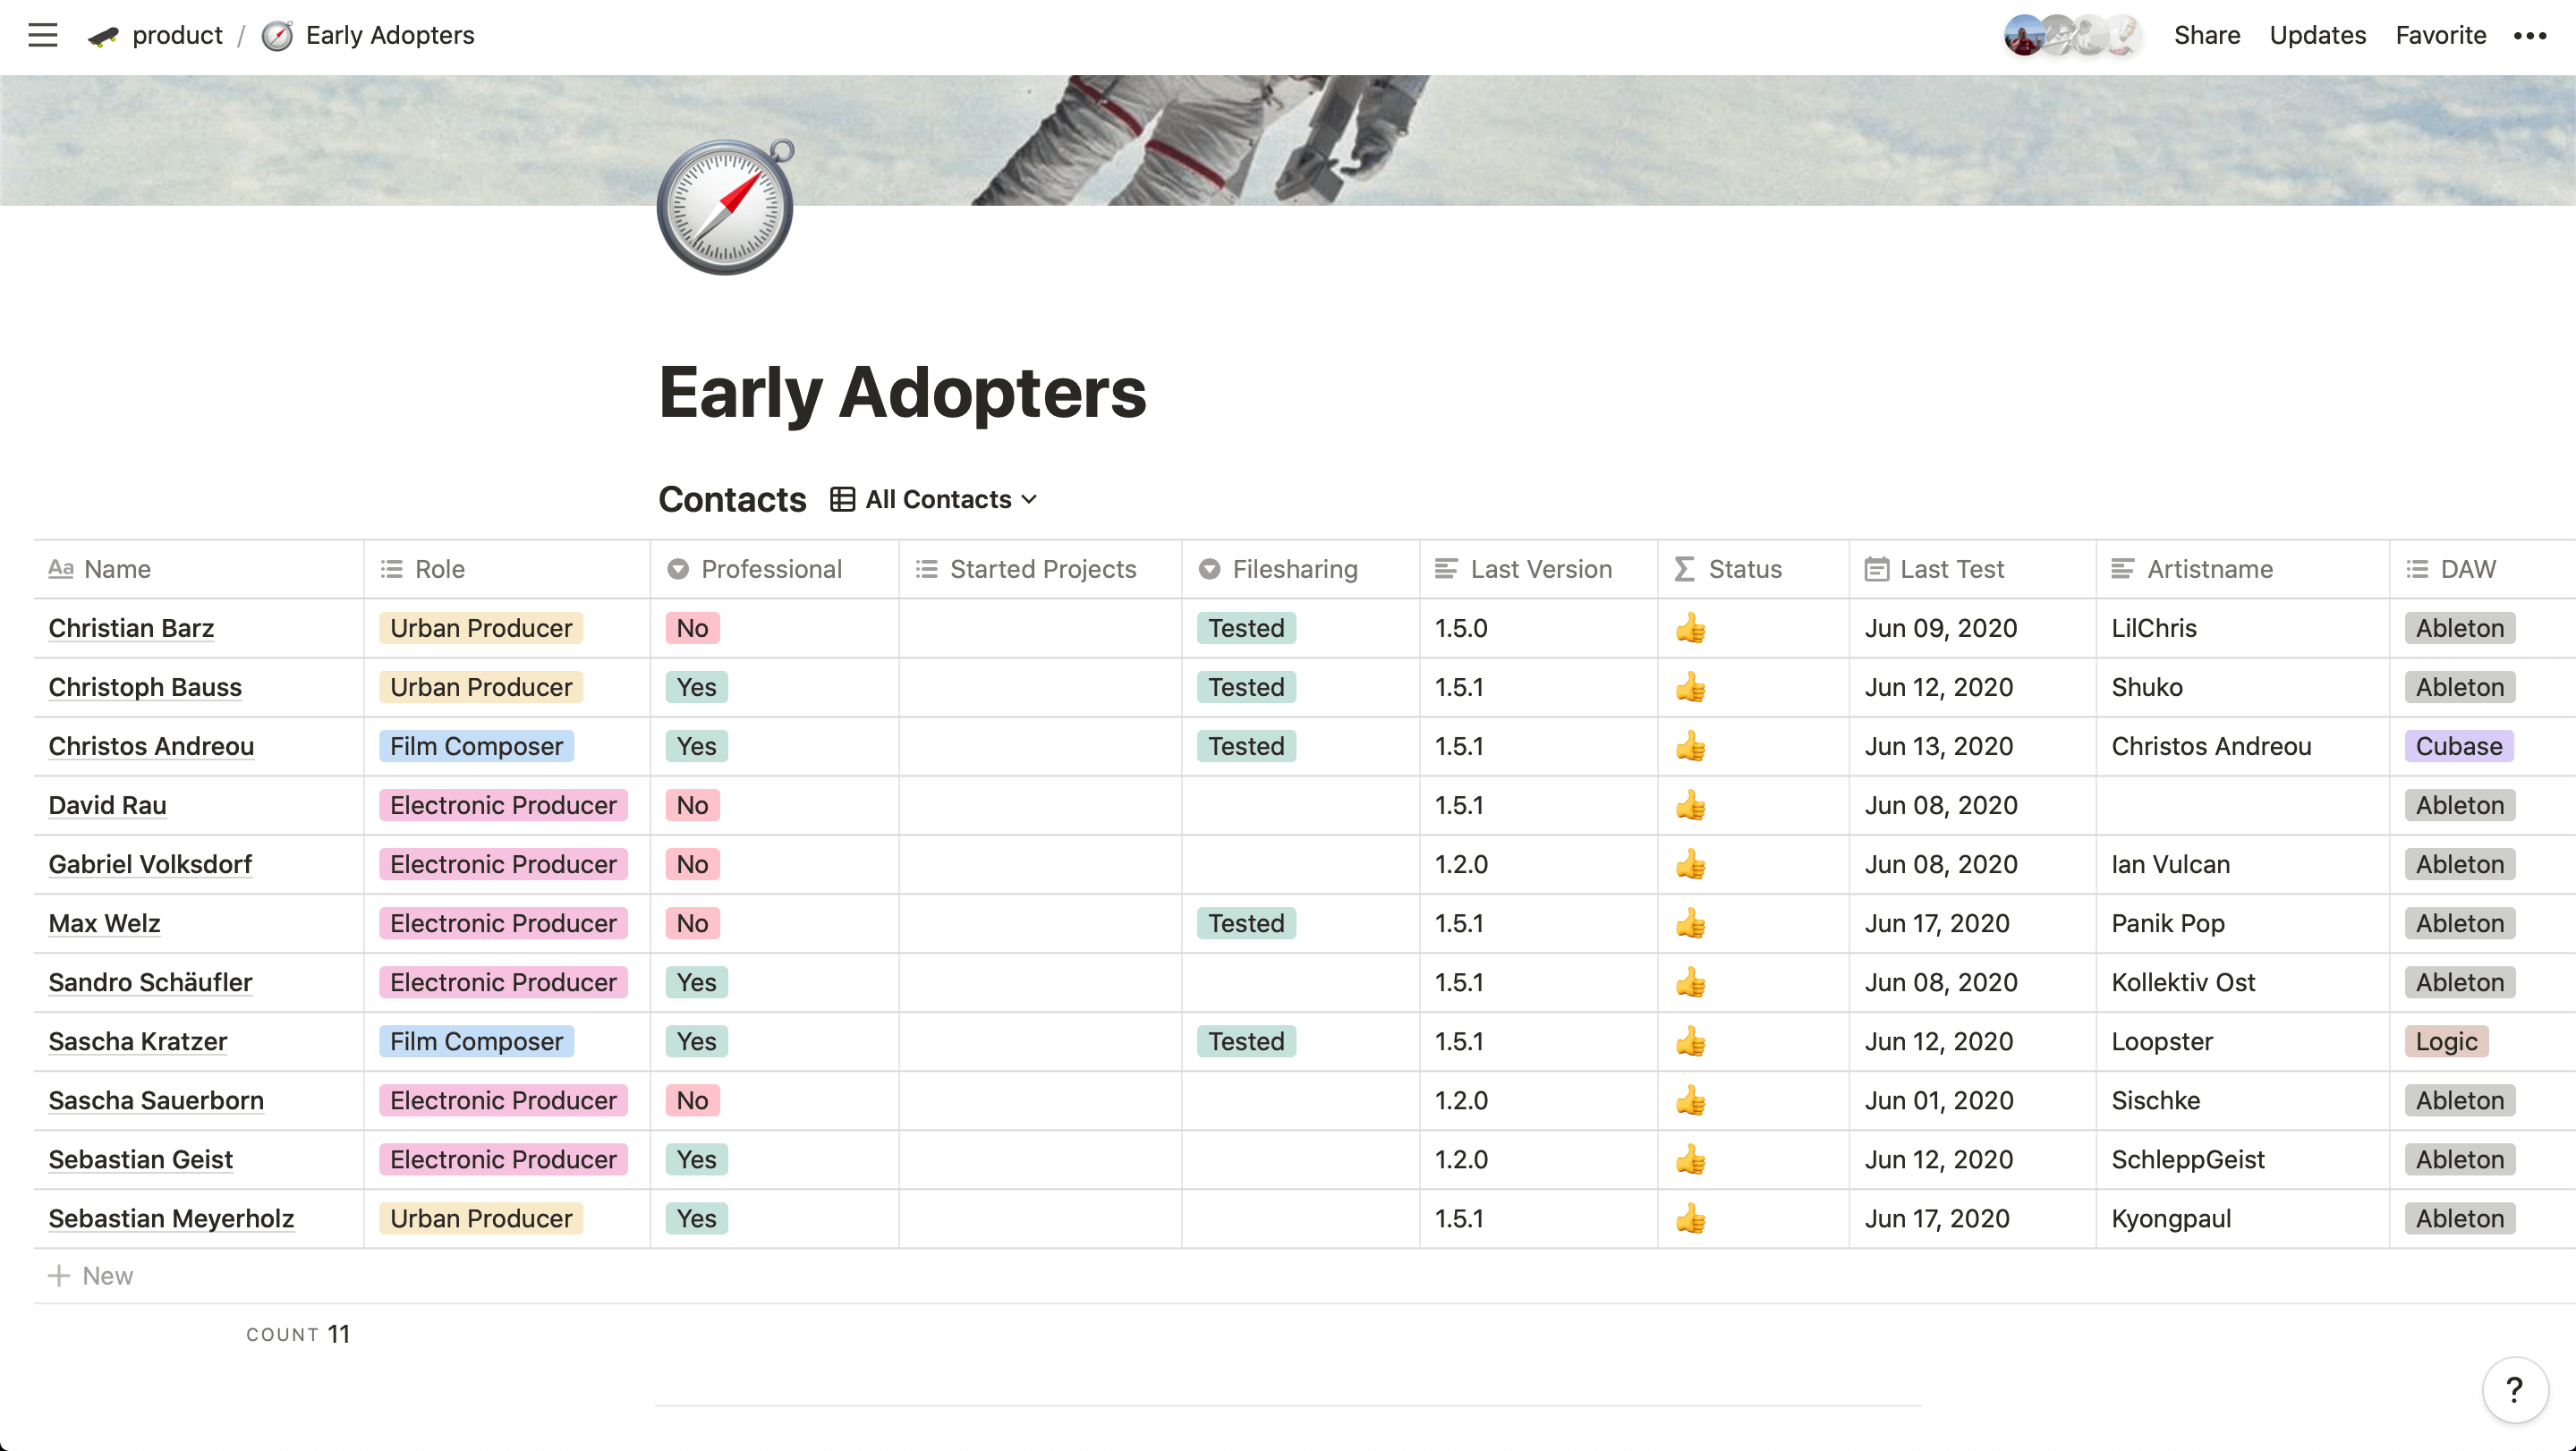 product / Early Adopters Share Updates Favorite
Early Adopters
Contacts All Contacts
Aa Name Role Professional Started Projects Filesharing Last Version Σ Status Last Test Artistname DAW
Christian Barz Urban Producer No Tested 1.5.0 👍 Jun 09, 2020 LilChris Ableton
Christoph Bauss Urban Producer Yes Tested 1.5.1 👍 Jun 12, 2020 Shuko Ableton
Christos Andreou Film Composer Yes Tested 1.5.1 👍 Jun 13, 2020 Christos Andreou Cubase
David Rau Electronic Producer No 1.5.1 👍 Jun 08, 2020 Ableton
Gabriel Volksdorf Electronic Producer No 1.2.0 👍 Jun 08, 2020 Ian Vulcan Ableton
Max Welz Electronic Producer No Tested 1.5.1 👍 Jun 17, 2020 Panik Pop Ableton
Sandro Schäufler Electronic Producer Yes 1.5.1 👍 Jun 08, 2020 Kollektiv Ost Ableton
Sascha Kratzer Film Composer Yes Tested 1.5.1 👍 Jun 12, 2020 Loopster Logic
Sascha Sauerborn Electronic Producer No 1.2.0 👍 Jun 01, 2020 Sischke Ableton
Sebastian Geist Electronic Producer Yes 1.2.0 👍 Jun 12, 2020 SchleppGeist Ableton
Sebastian Meyerholz Urban Producer Yes 1.5.1 👍 Jun 17, 2020 Kyongpaul Ableton
+ New
COUNT 11
?